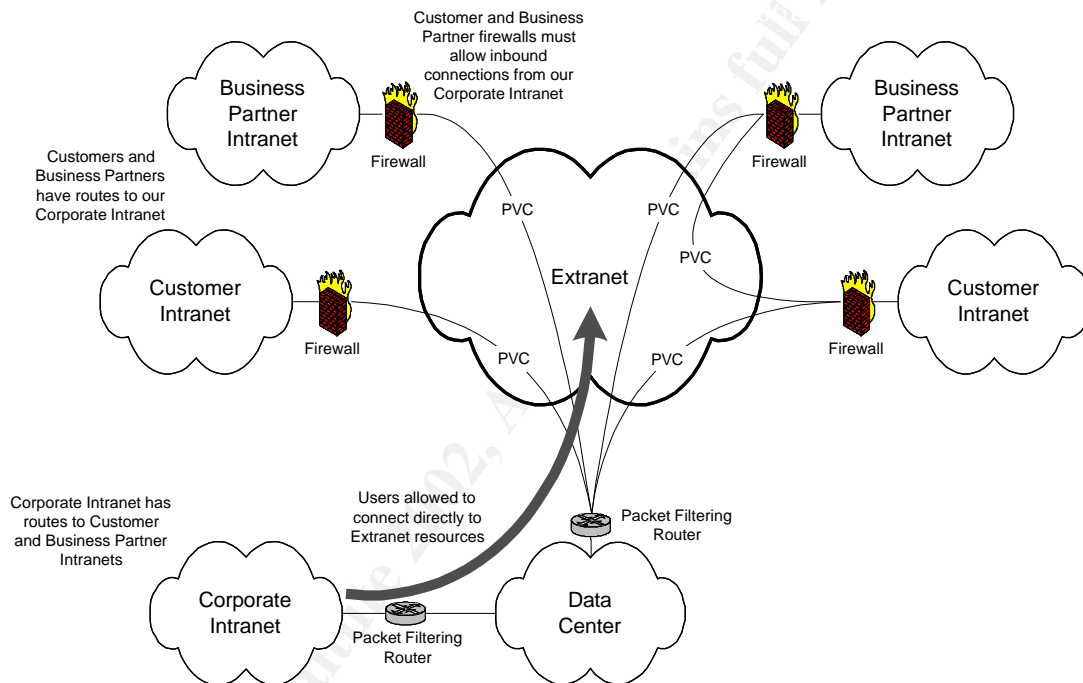 Customer and Business
Partner firewalls must
allow inbound
connections from our
Corporate Intranet
Business
Partner
Intranet
Firewall
Business
Partner
Intranet
Firewall
Customers and
Business Partners
have routes to our
Corporate Intranet
PVC
PVC
PVC
Customer
Intranet
Firewall
Extranet
Customer
Intranet
Firewall
PVC
PVC
Corporate Intranet has
routes to Customer
and Business Partner
Intranets
Users allowed to
connect directly to
Extranet resources
Packet Filtering
Router
Corporate
Intranet
Packet Filtering
Router
Data
Center
2002,
ins full